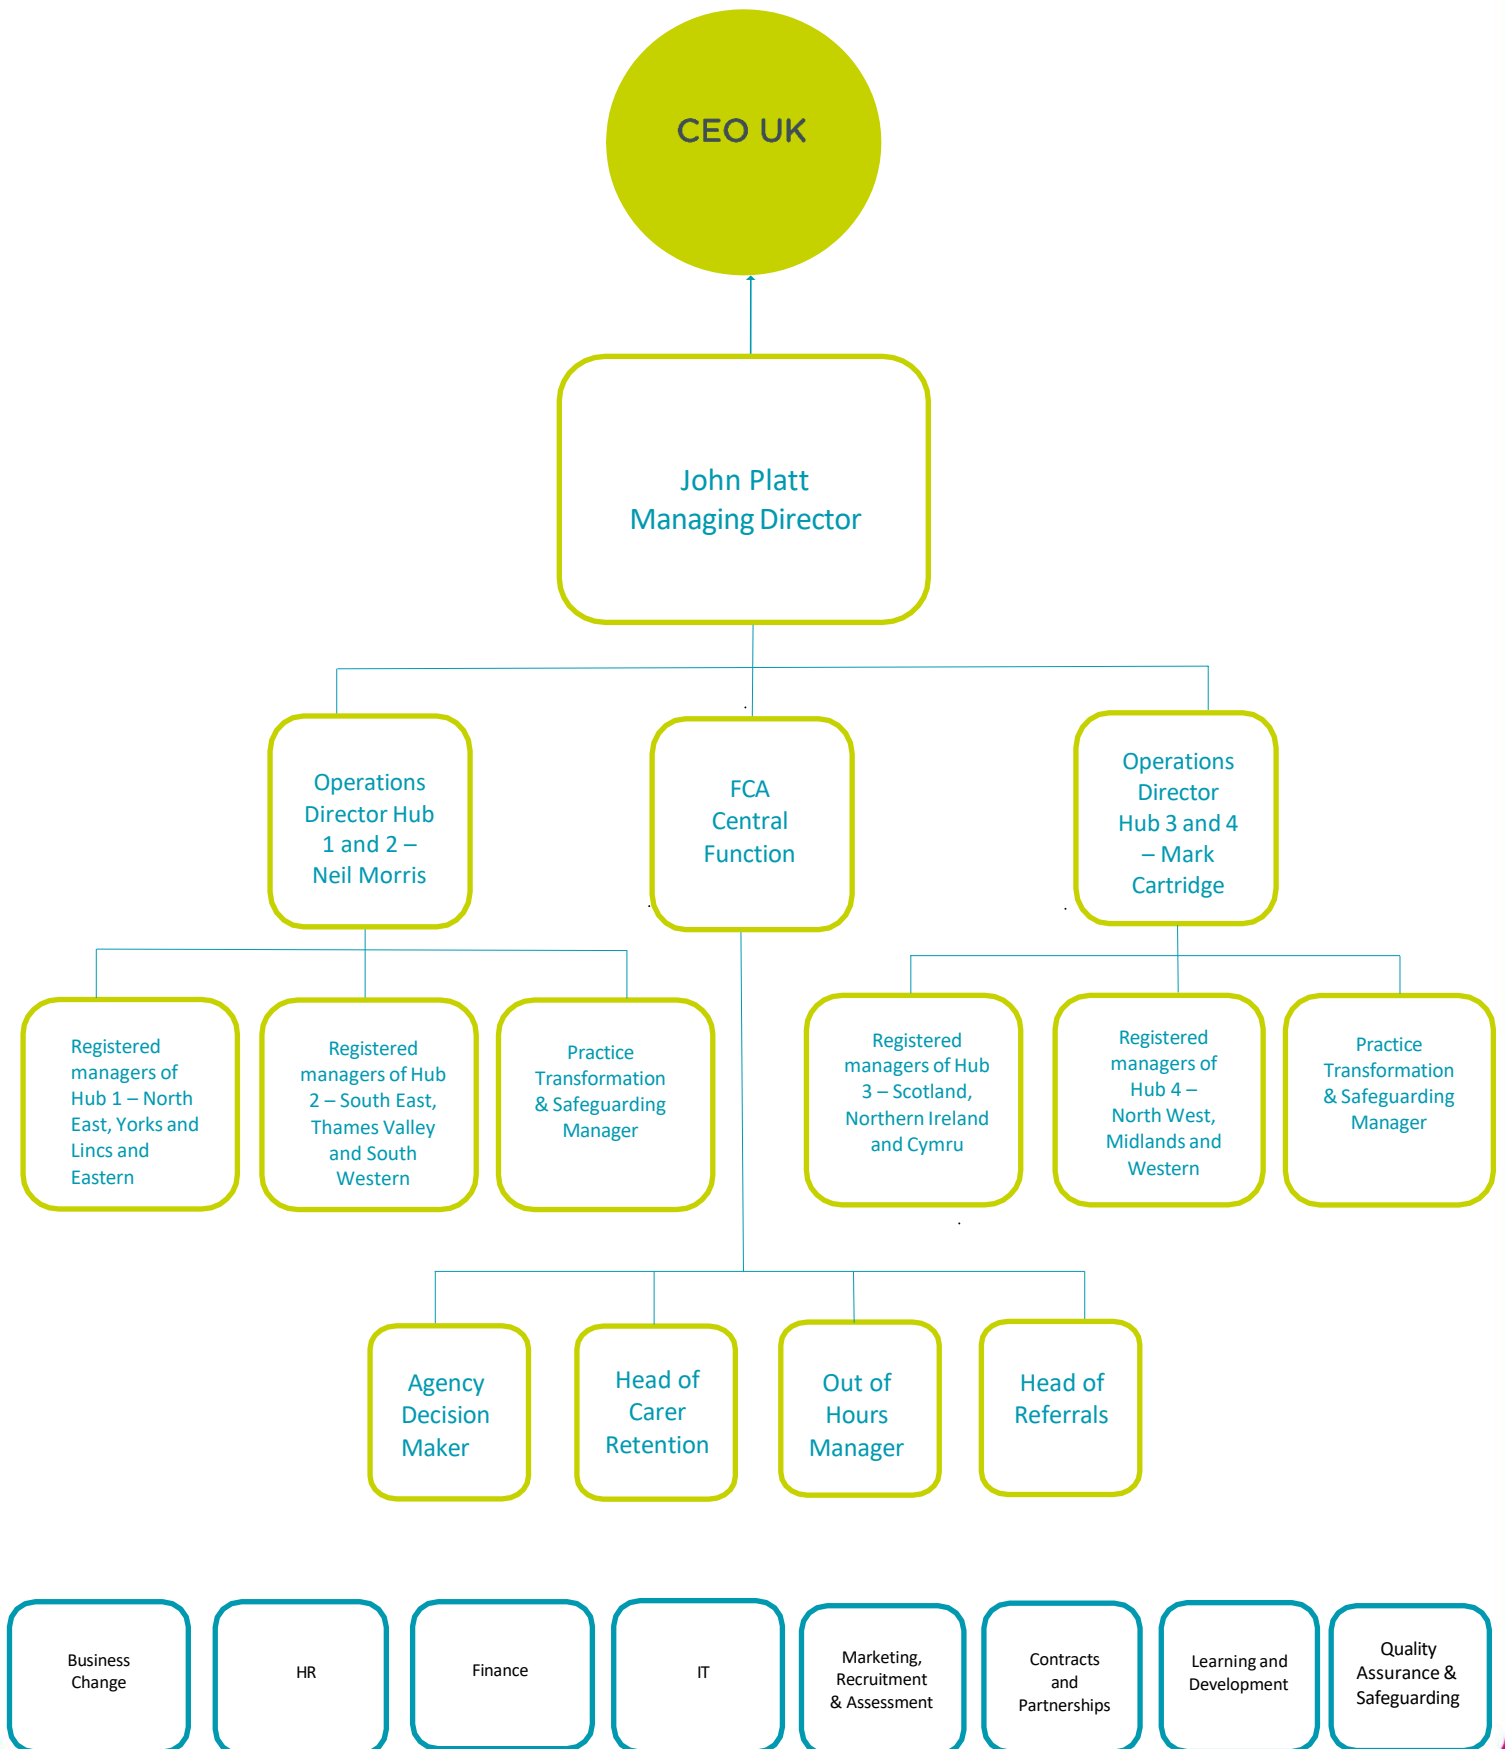 CEO UK
John Platt
Managing Director
Operations
Director Hub
1 and 2 –
Neil Morris
FCA
Central
Function
Operations
Director
Hub 3 and 4
– Mark
Cartridge
Registered
managers of
Hub 1 – North
East, Yorks and
Lincs and
Eastern
Registered
managers of Hub
2 – South East,
Thames Valley
and South
Western
Practice
Transformation
& Safeguarding
Manager
Registered
managers of Hub
3 – Scotland,
Northern Ireland
and Cymru
Registered
managers of
Hub 4 –
North West,
Midlands and
Western
Practice
Transformation
& Safeguarding
Manager
Agency
Decision
Maker
Head of
Carer
Retention
Out of
Hours
Manager
Head of
Referrals
Business
Change
HR
Finance
IT
Marketing,
Recruitment
& Assessment
Contracts
and
Partnerships
Learning and
Development
Quality
Assurance &
Safeguarding